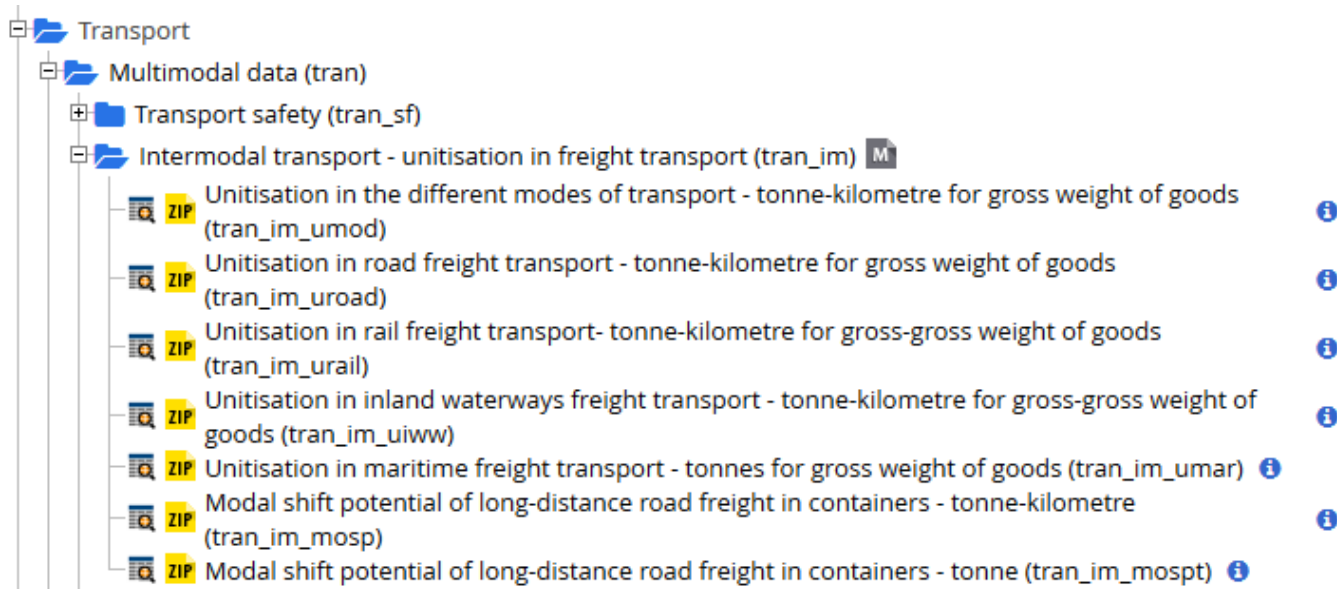 Transport
Multimodal data (tran)
Transport safety (tran_sf)
Intermodal transport - unitisation in freight transport (tran_im) M
ZIP Unitisation in the different modes of transport - tonne-kilometre for gross weight of goods
(tran_im_umod)
ZIP Unitisation in road freight transport - tonne-kilometre for gross weight of goods
(tran_im_uroad)
ZIP Unitisation in rail freight transport- tonne-kilometre for gross-gross weight of goods
(tran_im_urail)
ZIP Unitisation in inland waterways freight transport - tonne-kilometre for gross-gross weight of
goods (tran_im_uiww)
ZIP Unitisation in maritime freight transport - tonnes for gross weight of goods (tran_im_umar)
ZIP Modal shift potential of long-distance road freight in containers - tonne-kilometre
(tran_im_mosp)
ZIP Modal shift potential of long-distance road freight in containers - tonne (tran_im_mospt)